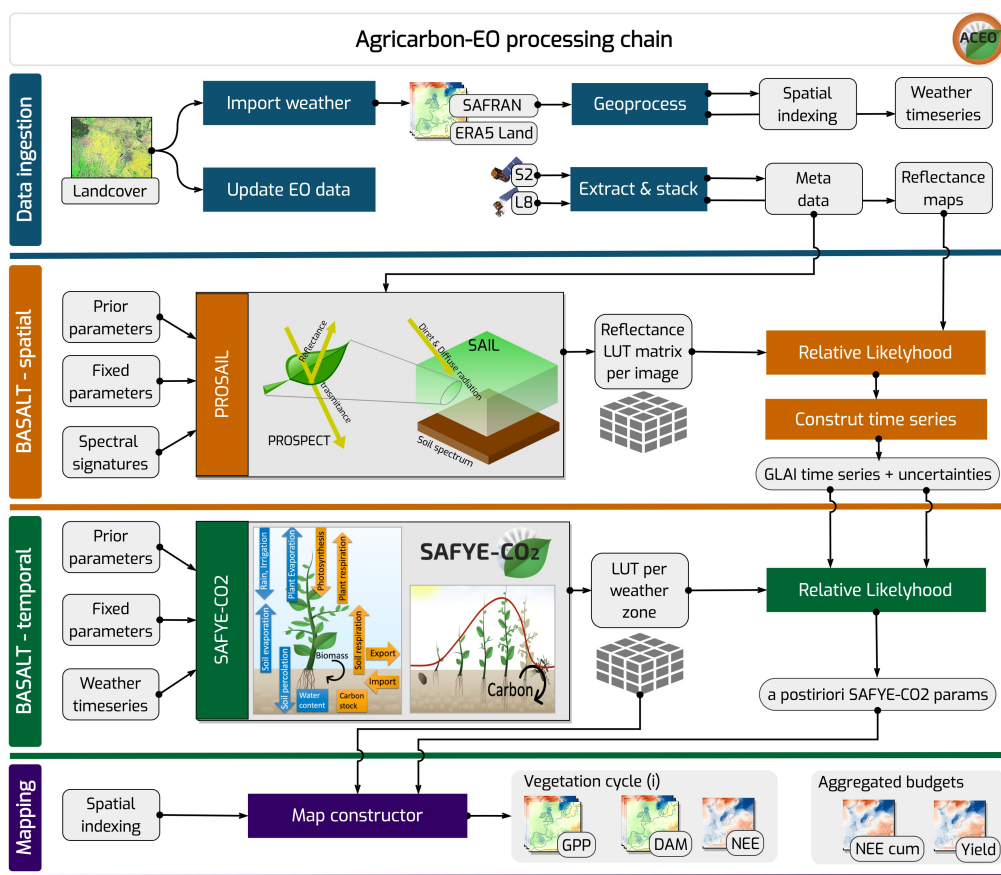 Agricarbon-EO processing chain
ACEO
Data ingestion
Import weather
SAFRAN
ERA5 Land
Geoprocess
Spatial
indexing
Weather
timeseries
Landcover
Update EO data
S2
L8
Extract & stack
Meta
data
Reflectance
maps
BASALT - spatial
Prior
parameters
Fixed
parameters
Spectral
signatures
PROSAIL
Reflectance
Trasmitance
PROSPECT
Diret & Diffuse radiation
SAIL
Soil spectrum
Reflectance
LUT matrix
per image
Relative Likelyhood
Construt time series
GLAI time series + uncertainties
BASALT - temporal
Prior
parameters
Fixed
parameters
Weather
timeseries
SAFYE-CO2
Rain, Irrigation
Plant Evaporation
Photosynthesis
Plant respiration
Soil evaporation
Soil percolation
Biomass
Soil respiration
Export
Import
Water
content
Carbon
stock
SAFYE-CO2
Carbon
LUT per
weather
zone
Relative Likelyhood
a postiriori SAFYE-CO2 params
Mapping
Spatial
indexing
Map constructor
Vegetation cycle (i)
GPP
DAM
NEE
Aggregated budgets
NEE cum
Yield